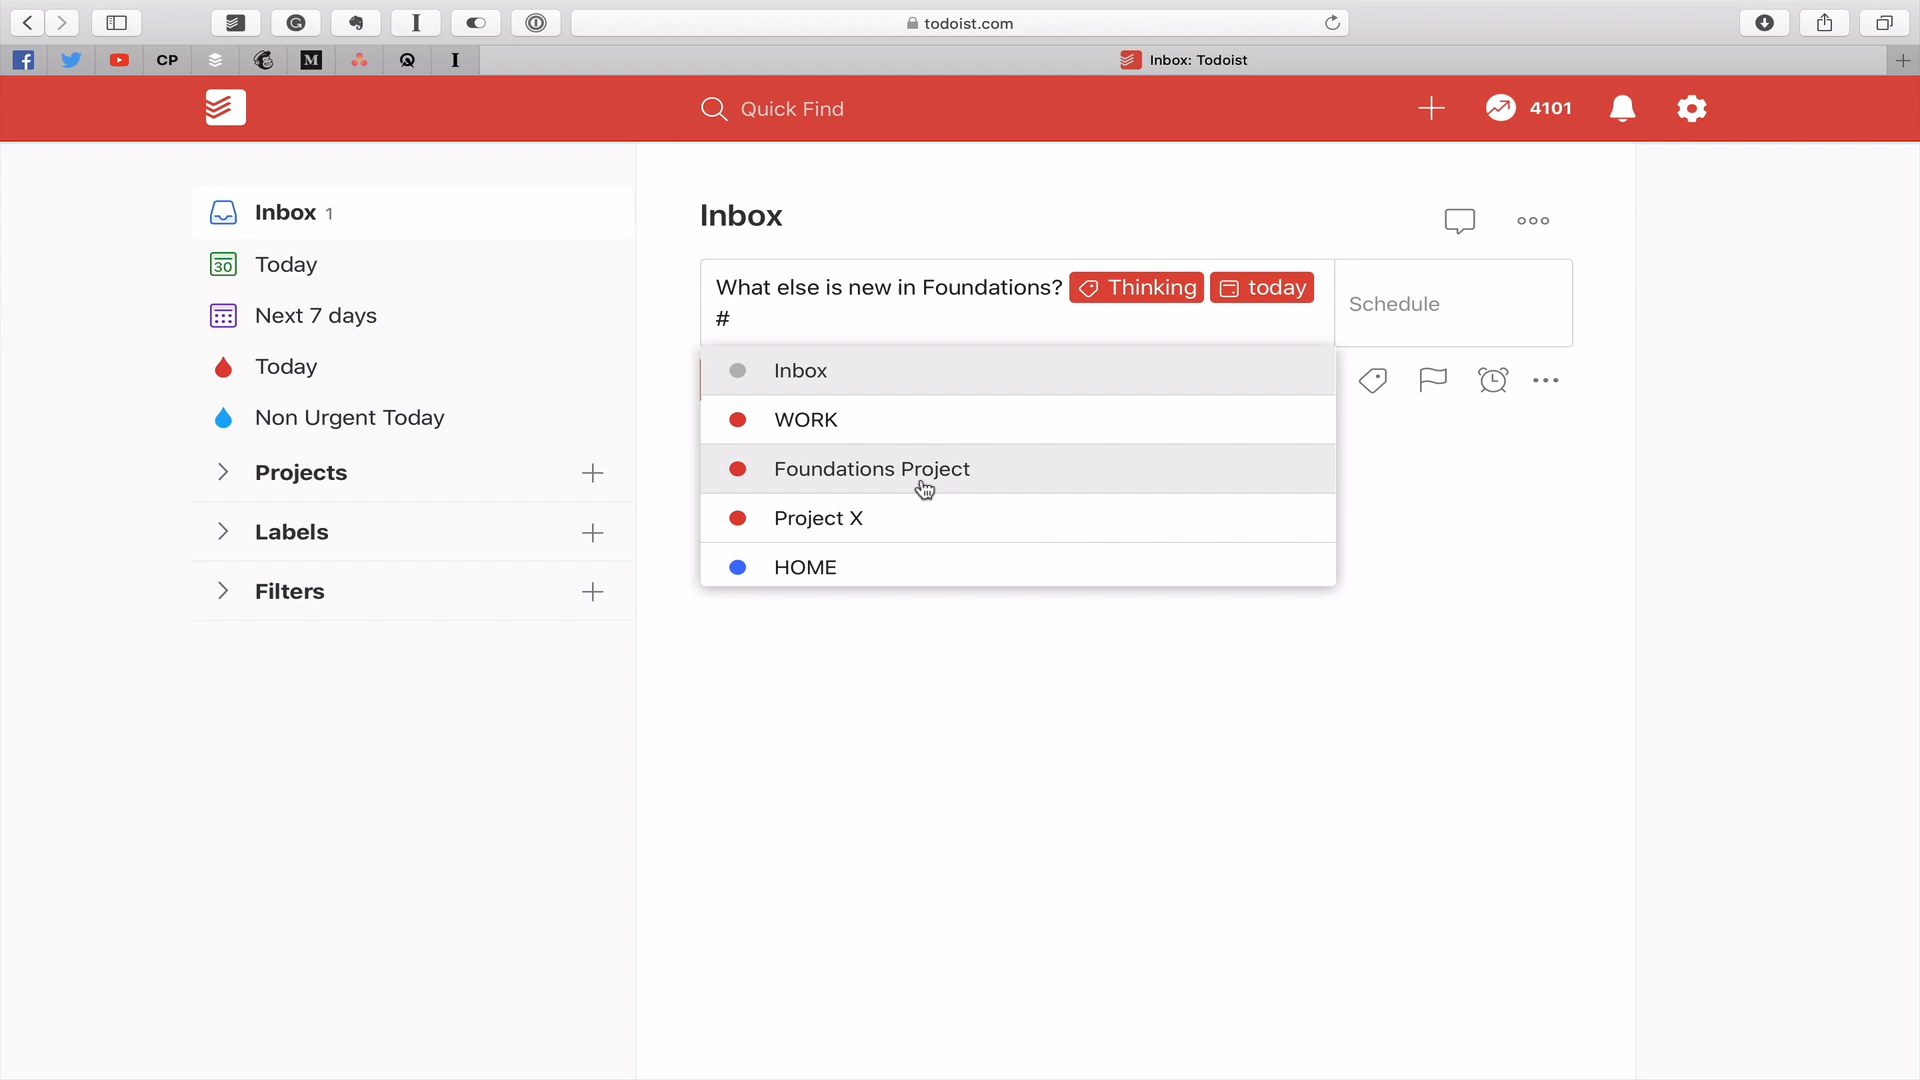 todoist.com
CP
M
I
Inbox: Todoist
Quick Find
4101
Inbox 1
30 Today
Next 7 days
Today
Non Urgent Today
Projects
Labels
Filters
Inbox
What else is new in Foundations? Thinking today
#
Schedule
Inbox
WORK
Foundations Project
Project X
HOME